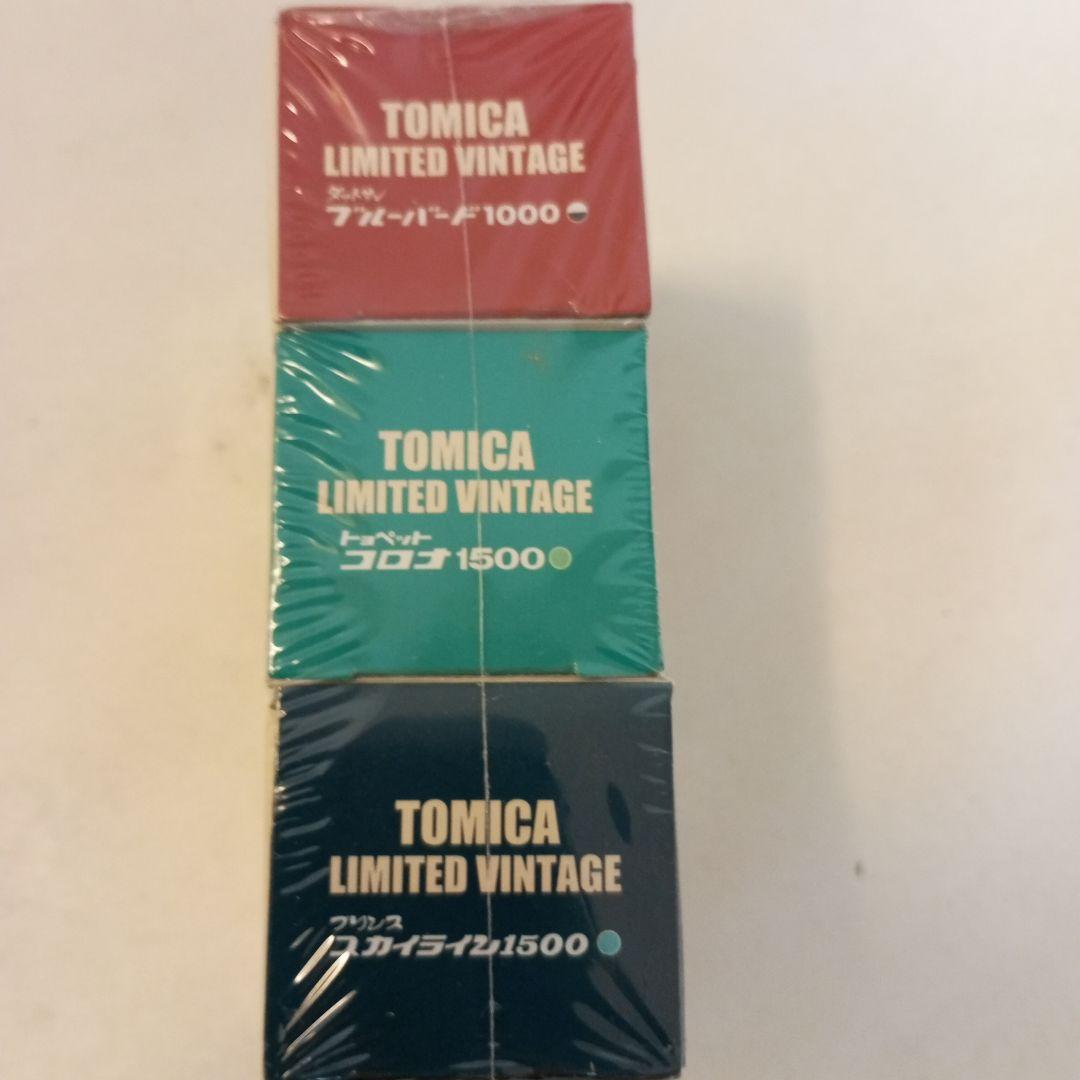 TOMICA
LIMITED VINTAGE
ダットサン
ブルーバード1000
TOMICA
LIMITED VINTAGE
トヨペット
コロナ1500
TOMICA
LIMITED VINTAGE
プリンス
スカイライン1500